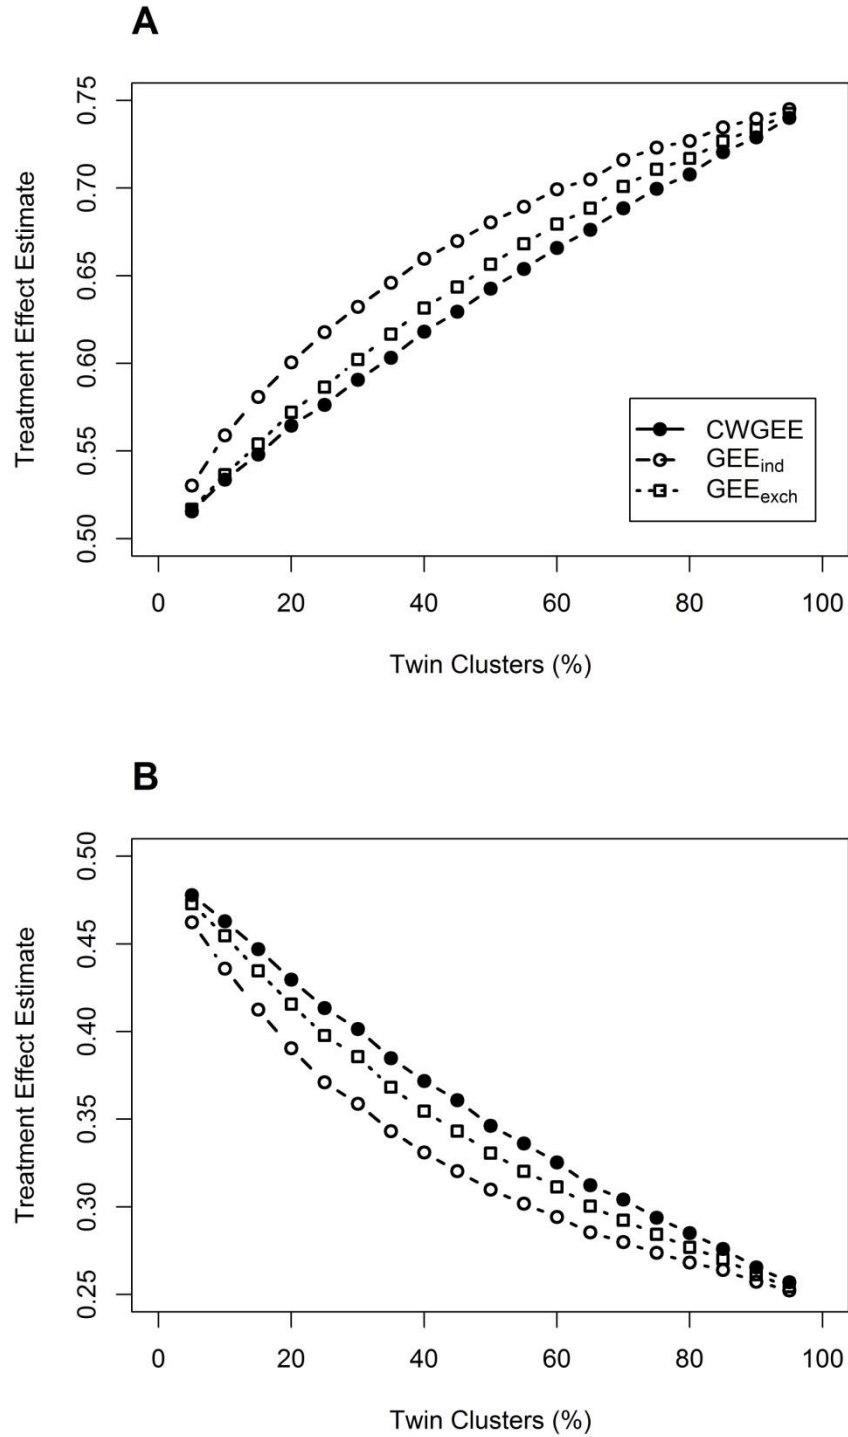 A
Treatment Effect Estimate
0.75
0.70
0.65
0.60
0.55
0.50
CWGEE
GEEind
GEEexch
0 20 40 60 80 100
Twin Clusters (%)
B
Treatment Effect Estimate
0.50
0.45
0.40
0.35
0.30
0.25
0 20 40 60 80 100
Twin Clusters (%)